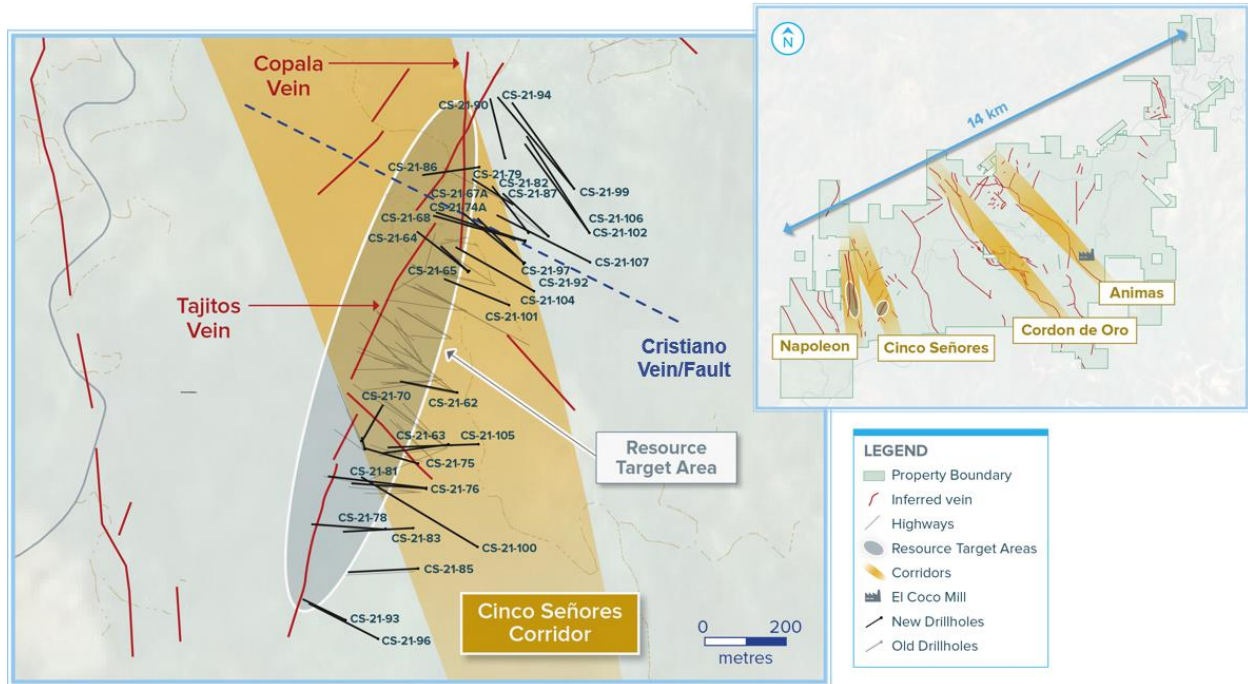 Copala
Vein
CS-21-90
CS-21-94
CS-21-86
CS-21-79
CS-21-82
CS-21-67A
CS-21-87
CS-21-74A
CS-21-99
CS-21-68
CS-21-106
CS-21-102
CS-21-64
CS-21-107
CS-21-97
CS-21-65
CS-21-92
CS-21-104
CS-21-101
Tajitos
Vein
Cristiano
Vein/Fault
CS-21-62
CS-21-70
CS-21-63
CS-21-105
CS-21-75
CS-21-81
CS-21-76
Resource
Target Area
CS-21-78
CS-21-83
CS-21-100
CS-21-85
CS-21-93
CS-21-96
Cinco Señores
Corridor
0 200
metres
N
14 km
Animas
Cordon de Oro
Napoleon
Cinco Señores
LEGEND
Property Boundary
Inferred vein
Highways
Resource Target Areas
Corridors
El Coco Mill
New Drillholes
Old Drillholes